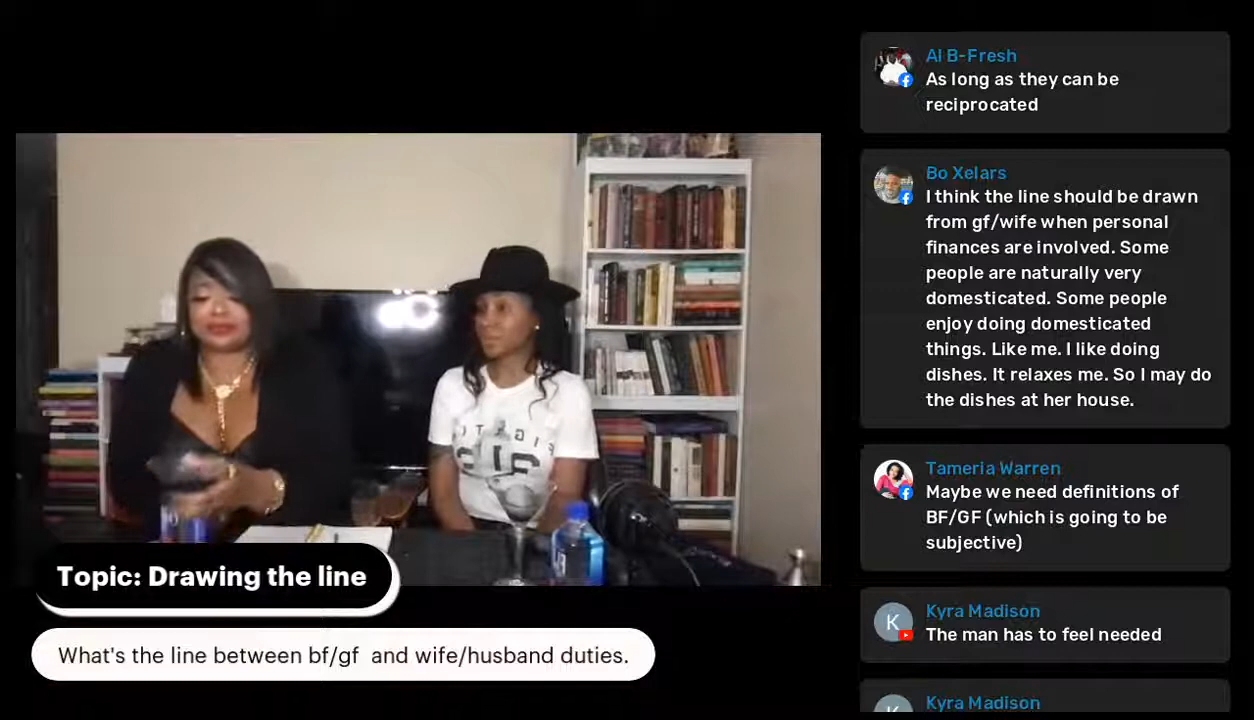 Al B-Fresh
As long as they can be
reciprocated
Bo Xelars
I think the line should be drawn
from gf/wife when personal
finances are involved. Some
people are naturally very
domesticated. Some people
enjoy doing domesticated
things. Like me. I like doing
dishes. It relaxes me. So I may do
the dishes at her house.
Tameria Warren
Maybe we need definitions of
BF/GF (which is going to be
subjective)
K
Kyra Madison
The man has to feel needed
Kyra Madison
Topic: Drawing the line
What's the line between bf/gf  and wife/husband duties.